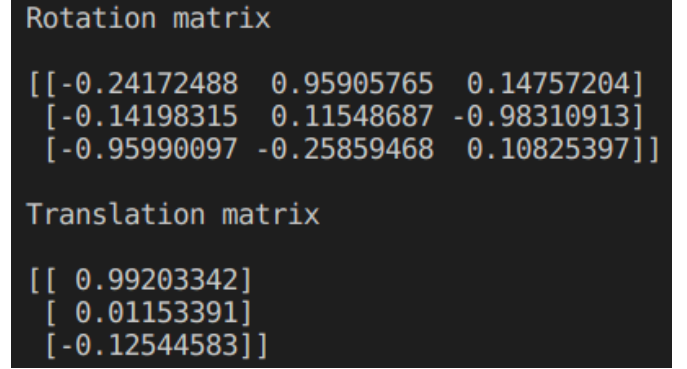 Rotation matrix
[[-0.24172488  0.95905765  0.14757204]
 [-0.14198315  0.11548687 -0.98310913]
 [-0.95990097 -0.25859468  0.10825397]]
Translation matrix
[[ 0.99203342]
 [ 0.01153391]
 [-0.12544583]]